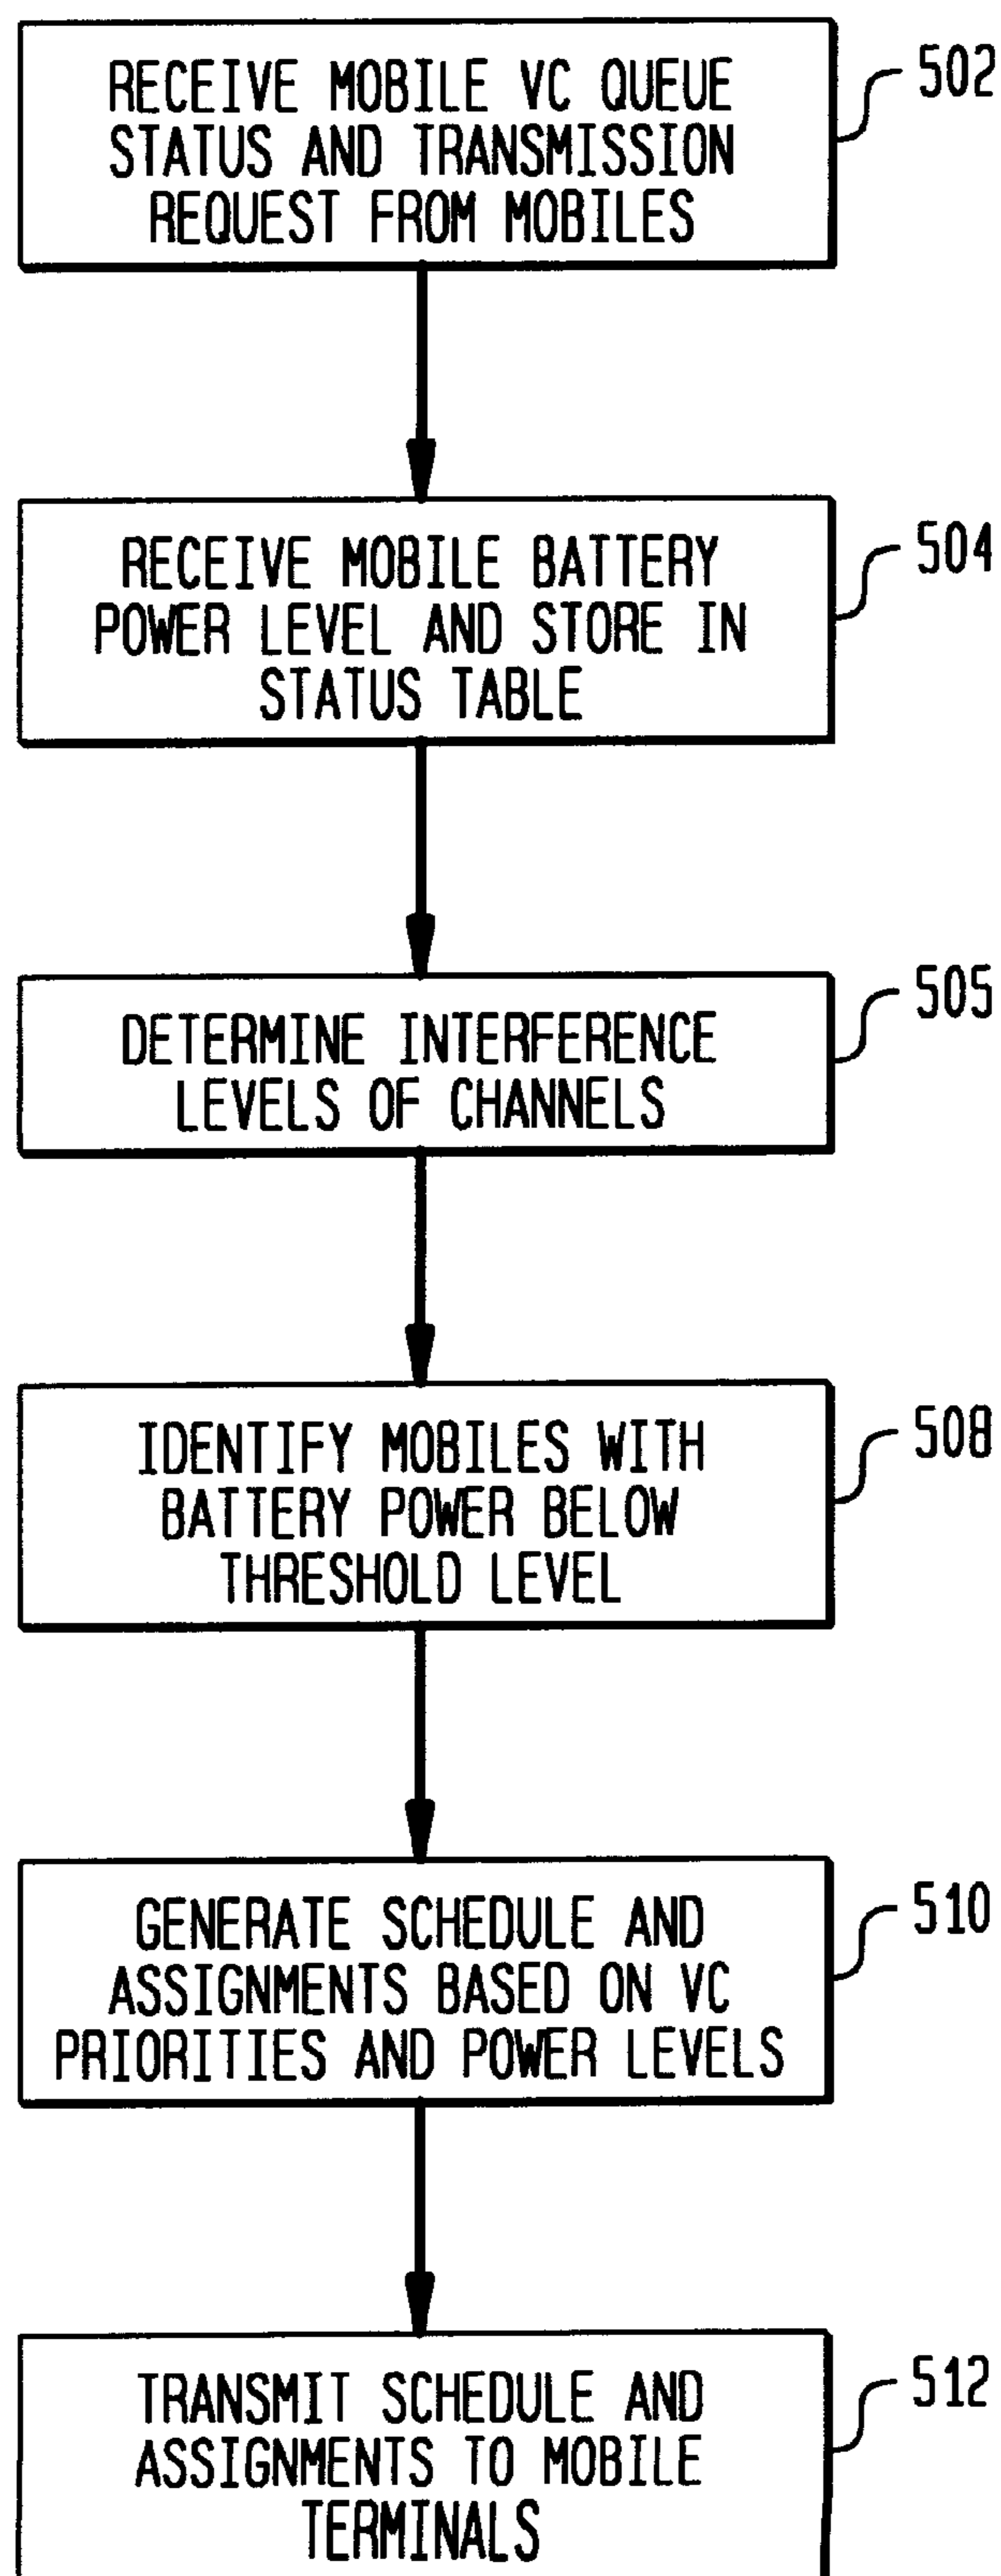 RECEIVE MOBILE VC QUEUE
STATUS AND TRANSMISSION
REQUEST FROM MOBILES
502
RECEIVE MOBILE BATTERY
POWER LEVEL AND STORE IN
STATUS TABLE
504
DETERMINE INTERFERENCE
LEVELS OF CHANNELS
505
IDENTIFY MOBILES WITH
BATTERY POWER BELOW
THRESHOLD LEVEL
508
GENERATE SCHEDULE AND
ASSIGNMENTS BASED ON VC
PRIORITIES AND POWER LEVELS
510
TRANSMIT SCHEDULE AND
ASSIGNMENTS TO MOBILE
TERMINALS
512